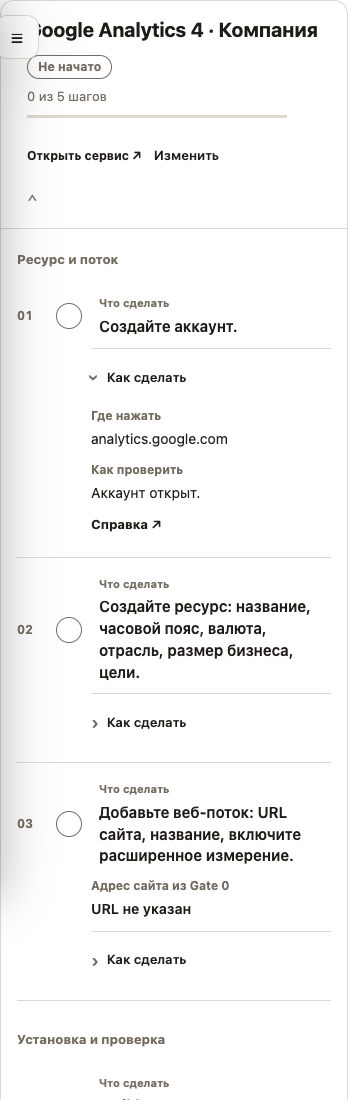 Google Analytics 4 · Компания
Не начато
0 из 5 шагов
Открыть сервис ↗ Изменить
Ресурс и поток
01
Что сделать
Создайте аккаунт.
Как сделать
Где нажать
analytics.google.com
Как проверить
Аккаунт открыт.
Справка ↗
02
Что сделать
Создайте ресурс: название,
часовой пояс, валюта,
отрасль, размер бизнеса,
цели.
Как сделать
03
Что сделать
Добавьте веб-поток: URL
сайта, название, включите
расширенное измерение.
Адрес сайта из Gate 0
URL не указан
Как сделать
Установка и проверка
Что сделать